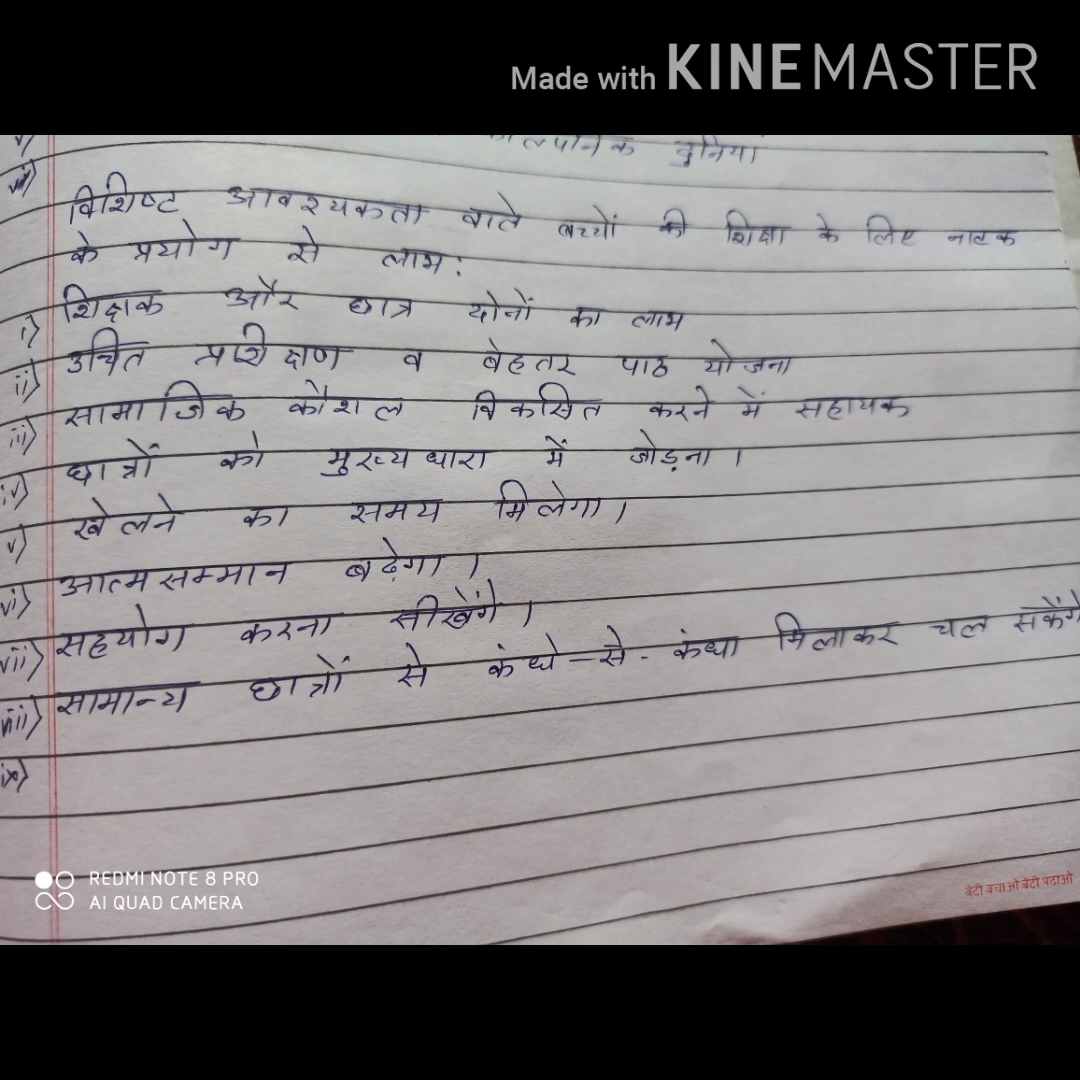 Made with KINEMASTER
काल्पनिक दुनिया
vii)
विशिष्ट आवश्यकता वाले बच्चों की शिक्षा के लिए नाटक
के प्रयोग से लाभ :
i) शिक्षक और छात्र दोनों का लाभ
ii) उचित प्रशिक्षण व बेहतर पाठ योजना
iii) सामाजिक कौशल विकसित करने में सहायक
iv) छात्रों को मुख्य धारा में जोड़ना ।
v) खेलने का समय मिलेगा ।
vi) आत्मसम्मान बढ़ेगा ।
vii) सहयोग करना सीखेंगे ।
viii) सामान्य छात्रों से कंधे-से-कंधा मिलाकर चल सकेंगे
ix)
REDMI NOTE 8 PRO
AI QUAD CAMERA
बेटी बचाओ बेटी पढाओ